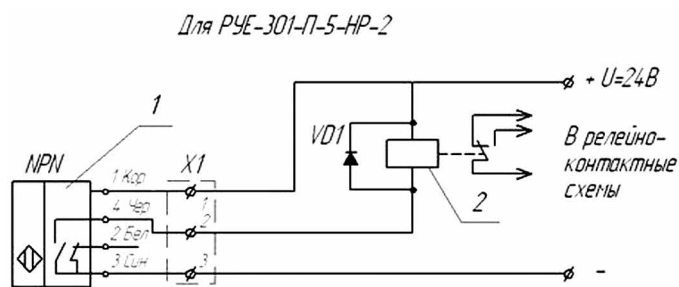 Для РУЕ-301-П-5-НР-2
+ U=24В
1
VD1
В релейно-
контактные
схемы
NPN
X1
1 Кор
1
4 Чер
2
2
2 Бел
3 Син
3
-